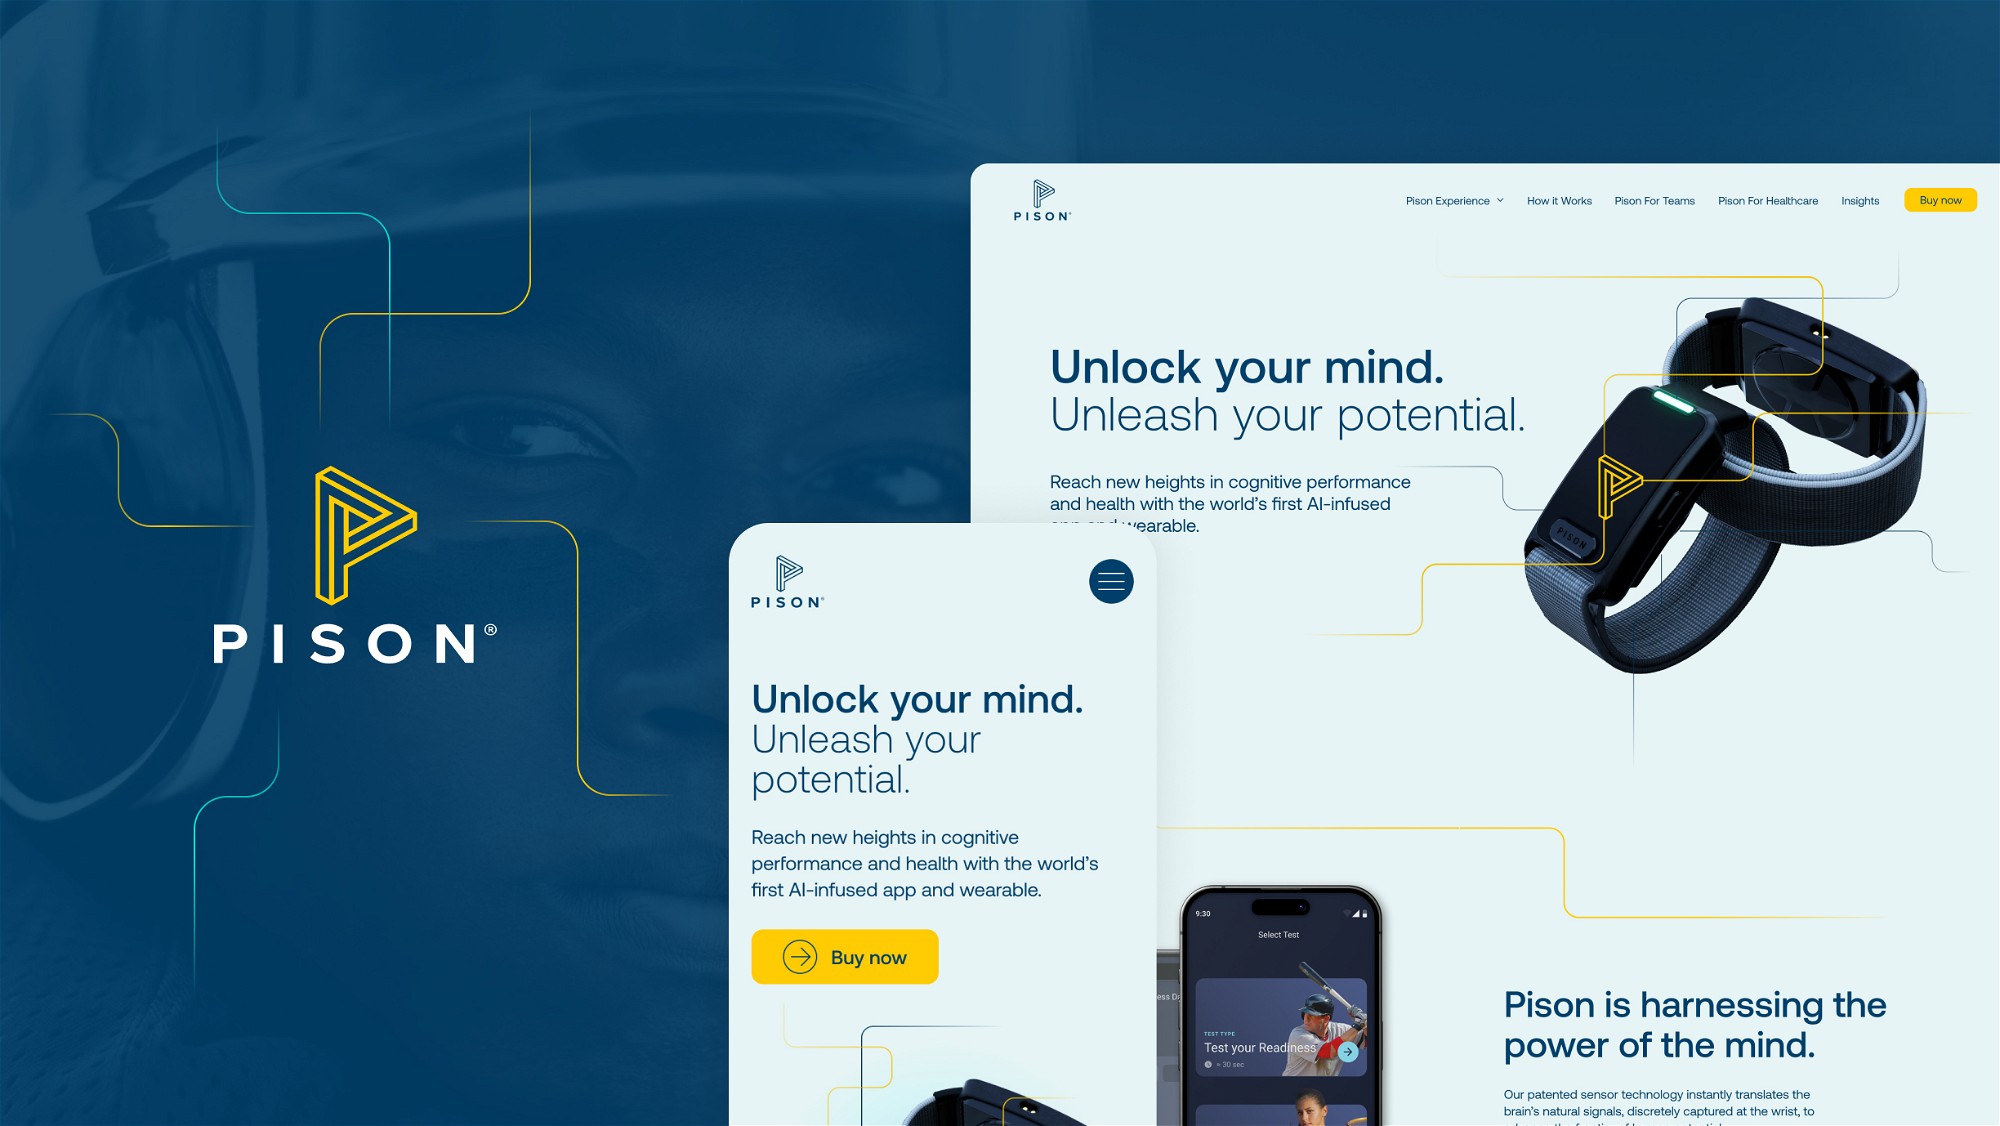 PISON®
PISON®
Pison Experience
How it Works
Pison For Teams
Pison For Healthcare
Insights
Buy now
Unlock your mind.
Unleash your potential.
Reach new heights in cognitive performance
and health with the world's first AI-infused
app and wearable.
PISON
PISON®
Unlock your mind.
Unleash your
potential.
Reach new heights in cognitive
performance and health with the world's
first AI-infused app and wearable.
Buy now
9:30
Select Test
TEST TYPE
Test your Readiness
≈ 30 sec
Pison is harnessing the
power of the mind.
Our patented sensor technology instantly translates the
brain's natural signals, discretely captured at the wrist, to